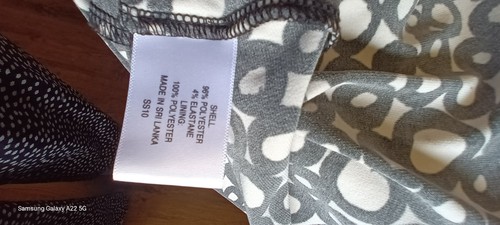 SHELL
96% POLYESTER
4% ELASTANE
LINING
100% POLYESTER
MADE IN SRI LANKA
SS10
Samsung Galaxy A22 5G